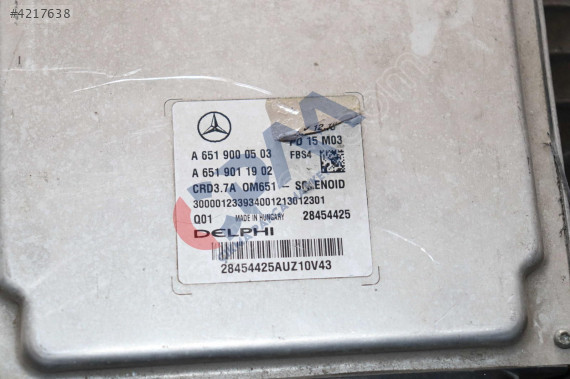 #4217638
PD 15 M03
A 651 900 05 03 FBS4
A 651 901 19 02
CRD3.7A OM651 - SOLENOID
300001233934001213012301
Q01 MADE IN HUNGARY 28454425
DELPHI
28454425AUZ10V43